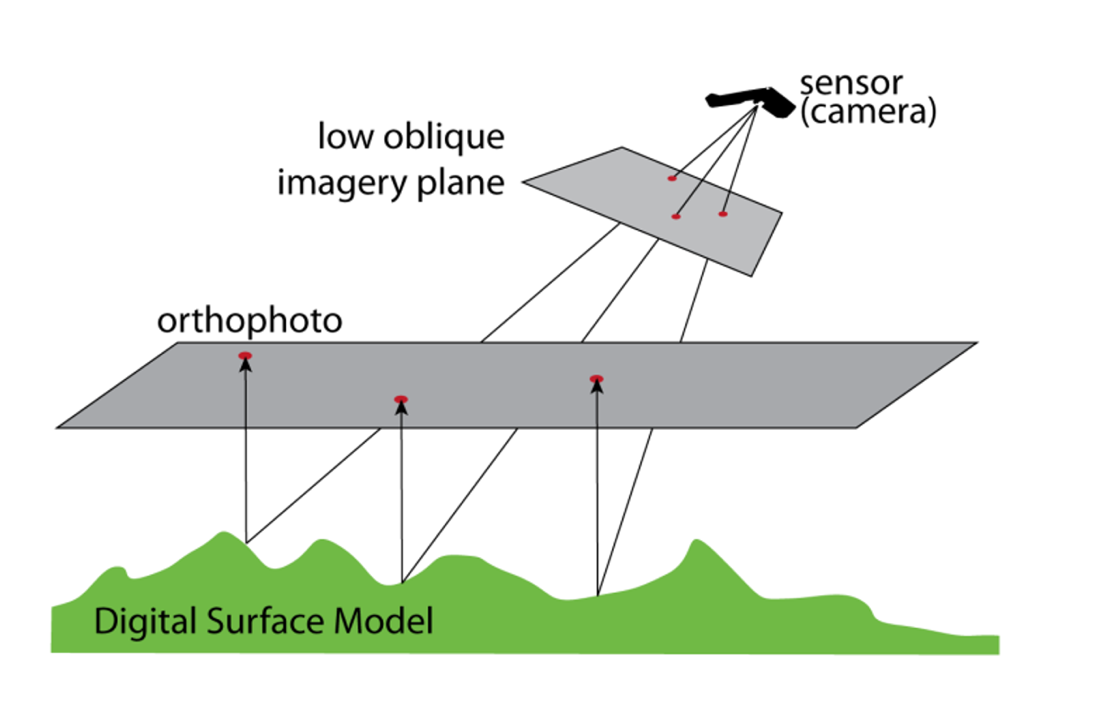 sensor
(camera)
low oblique
imagery plane
orthophoto
Digital Surface Model